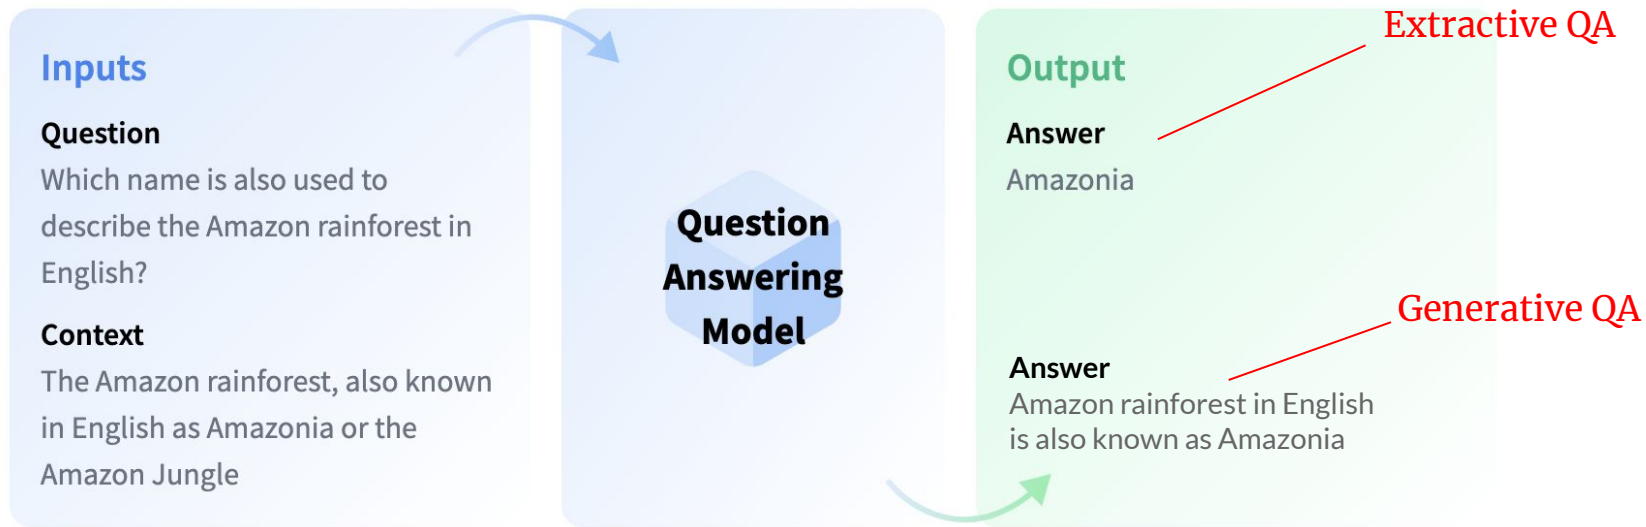 Inputs
Question
Which name is also used to
describe the Amazon rainforest in
English?
Context
The Amazon rainforest, also known
in English as Amazonia or the
Amazon Jungle
Question
Answering
Model
Output
Extractive QA
Answer
Amazonia
Generative QA
Answer
Amazon rainforest in English
is also known as Amazonia